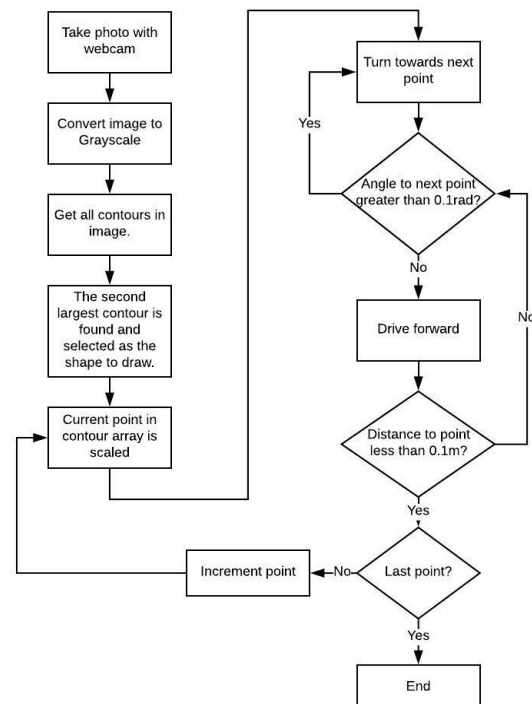 Take photo with
webcam
Convert image to
Grayscale
Get all contours in
image.
The second
largest contour is
found and
selected as the
shape to draw.
Current point in
contour array is
scaled
Turn towards next
point
Yes
Angle to next point
greater than 0.1rad?
No
Drive forward
No
Distance to point
less than 0.1m?
Yes
Last point?
No
Increment point
Yes
End